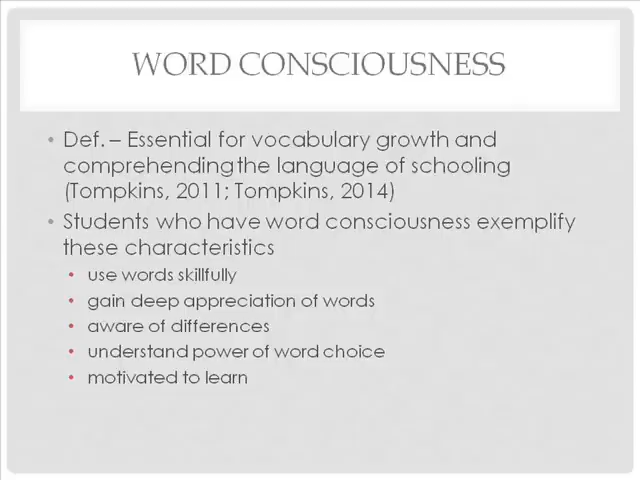 WORD CONSCIOUSNESS
• Def. – Essential for vocabulary growth and
comprehending the language of schooling
(Tompkins, 2011; Tompkins, 2014)
• Students who have word consciousness exemplify
these characteristics
• use words skillfully
• gain deep appreciation of words
• aware of differences
• understand power of word choice
• motivated to learn